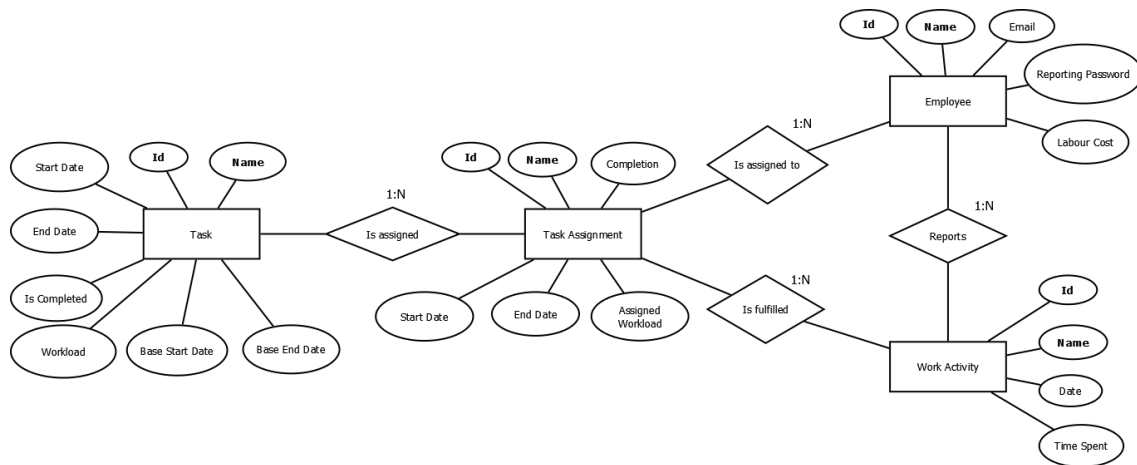 Id
Name
Email
Reporting Password
Employee
Labour Cost
1:N
Is assigned to
Start Date
Id
Name
Id
Name
Completion
1:N
End Date
Task
Is assigned
Task Assignment
1:N
Reports
Is Completed
Workload
Base Start Date
Base End Date
Start Date
End Date
Assigned
Workload
1:N
Is fulfilled
Id
Name
Work Activity
Date
Time Spent